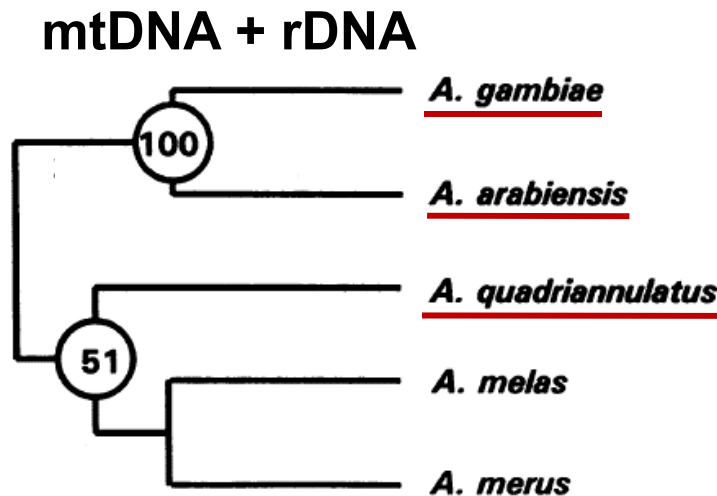 mtDNA + rDNA
A. gambiae
100
A. arabiensis
A. quadriannulatus
51
A. melas
A. merus